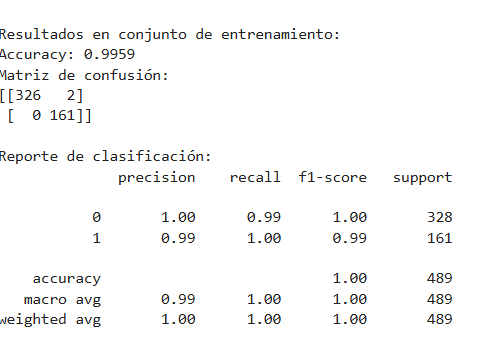 Resultados en conjunto de entrenamiento:
Accuracy: 0.9959
Matriz de confusión:
[[326   2]
 [  0 161]]
Reporte de clasificación:
              precision    recall  f1-score   support
           0       1.00      0.99      1.00       328
           1       0.99      1.00      0.99       161
    accuracy                           1.00       489
   macro avg       0.99      1.00      1.00       489
weighted avg       1.00      1.00      1.00       489